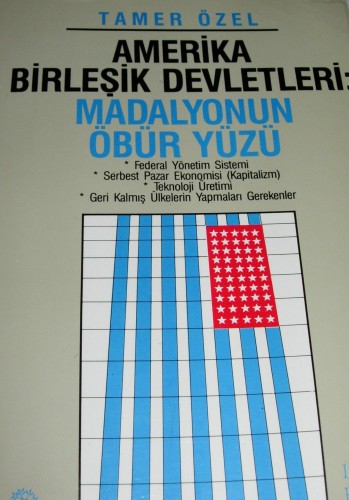 TAMER ÖZEL
AMERİKA
BİRLEŞİK DEVLETLERİ:
MADALYONUN
ÖBÜR YÜZÜ
* Federal Yönetim Sistemi
* Serbest Pazar Ekonomisi (Kapitalizm)
* Teknoloji Üretimi
* Geri Kalmış Ülkelerin Yapmaları Gerekenler